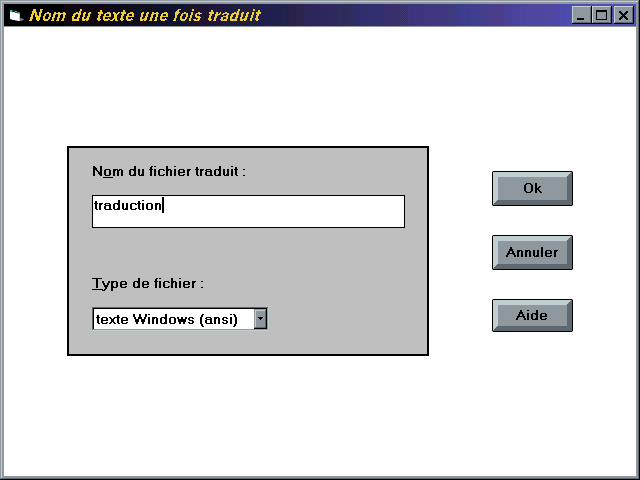 Nom du texte une fois traduit
Nom du fichier traduit :
traduction
Ok
Annuler
Type de fichier :
texte Windows (ansi)
Aide